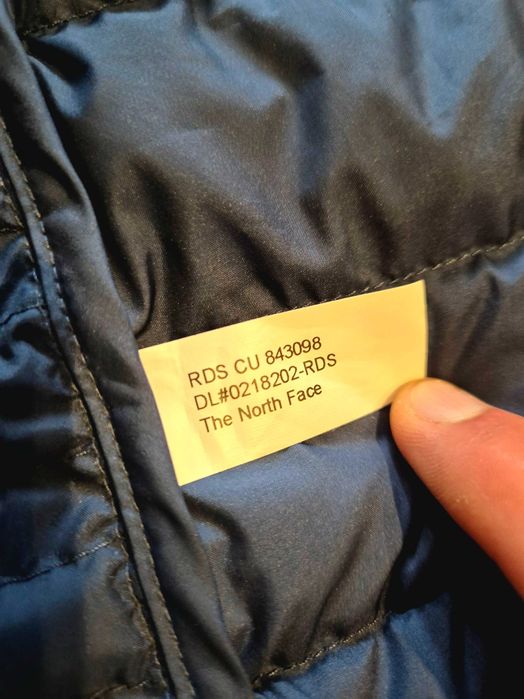 RDS CU 843098
DL#0218202-RDS
The North Face